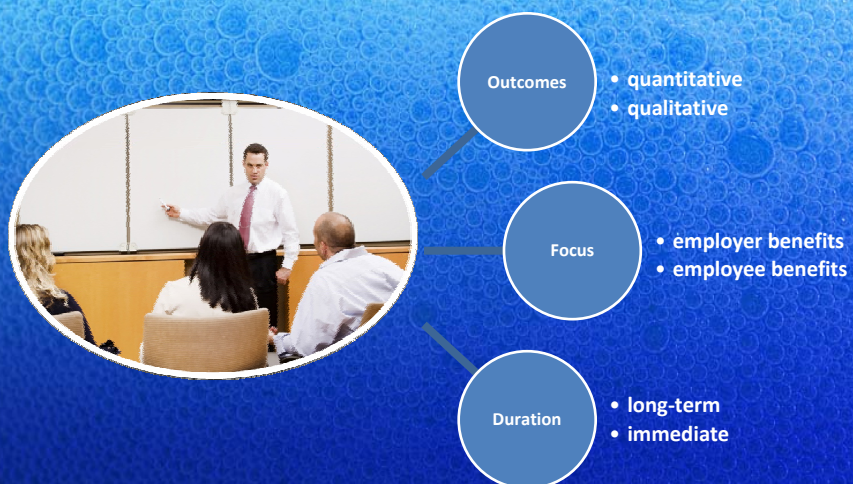 Outcomes
• quantitative
• qualitative
Focus
• employer benefits
• employee benefits
Duration
• long-term
• immediate